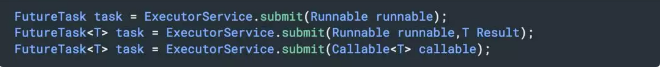 FutureTask task = ExecutorService.submit(Runnable runnable);
FutureTask<T> task = ExecutorService.submit(Runnable runnable,T Result);
FutureTask<T> task = ExecutorService.submit(Callable<T> callable);